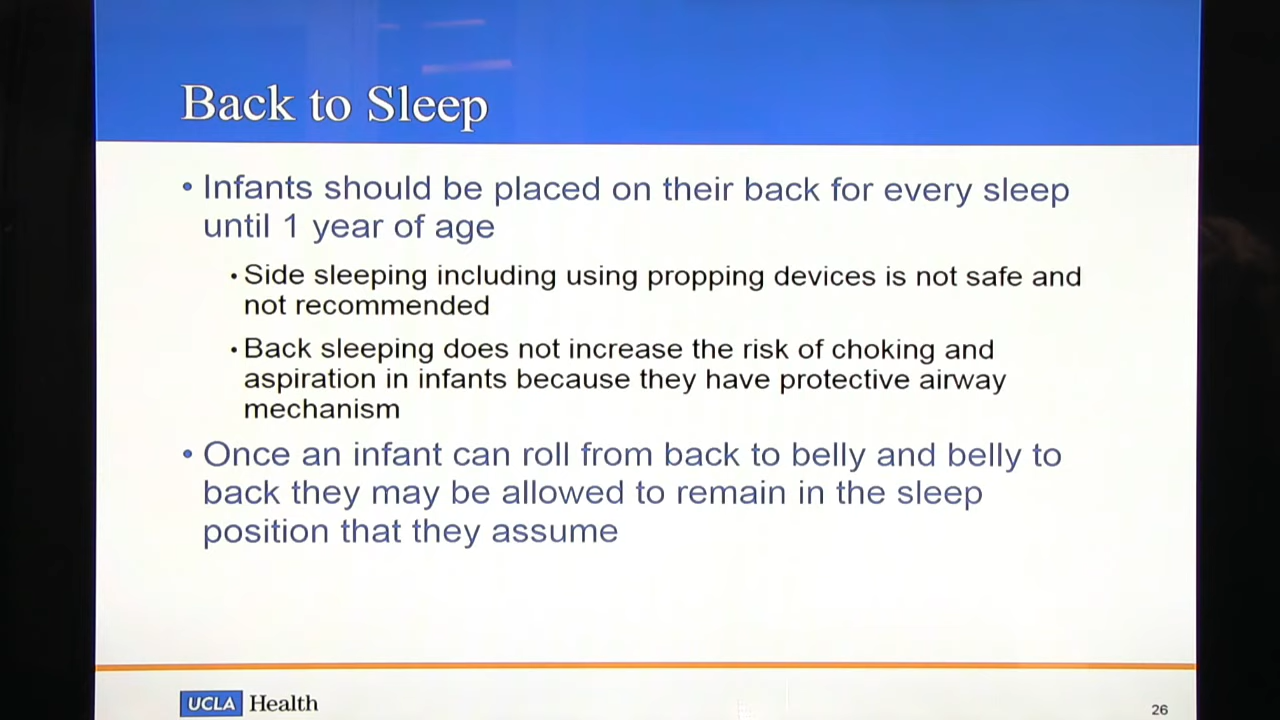 Back to Sleep
• Infants should be placed on their back for every sleep
until 1 year of age
• Side sleeping including using propping devices is not safe and
not recommended
• Back sleeping does not increase the risk of choking and
aspiration in infants because they have protective airway
mechanism
• Once an infant can roll from back to belly and belly to
back they may be allowed to remain in the sleep
position that they assume
UCLA Health
26